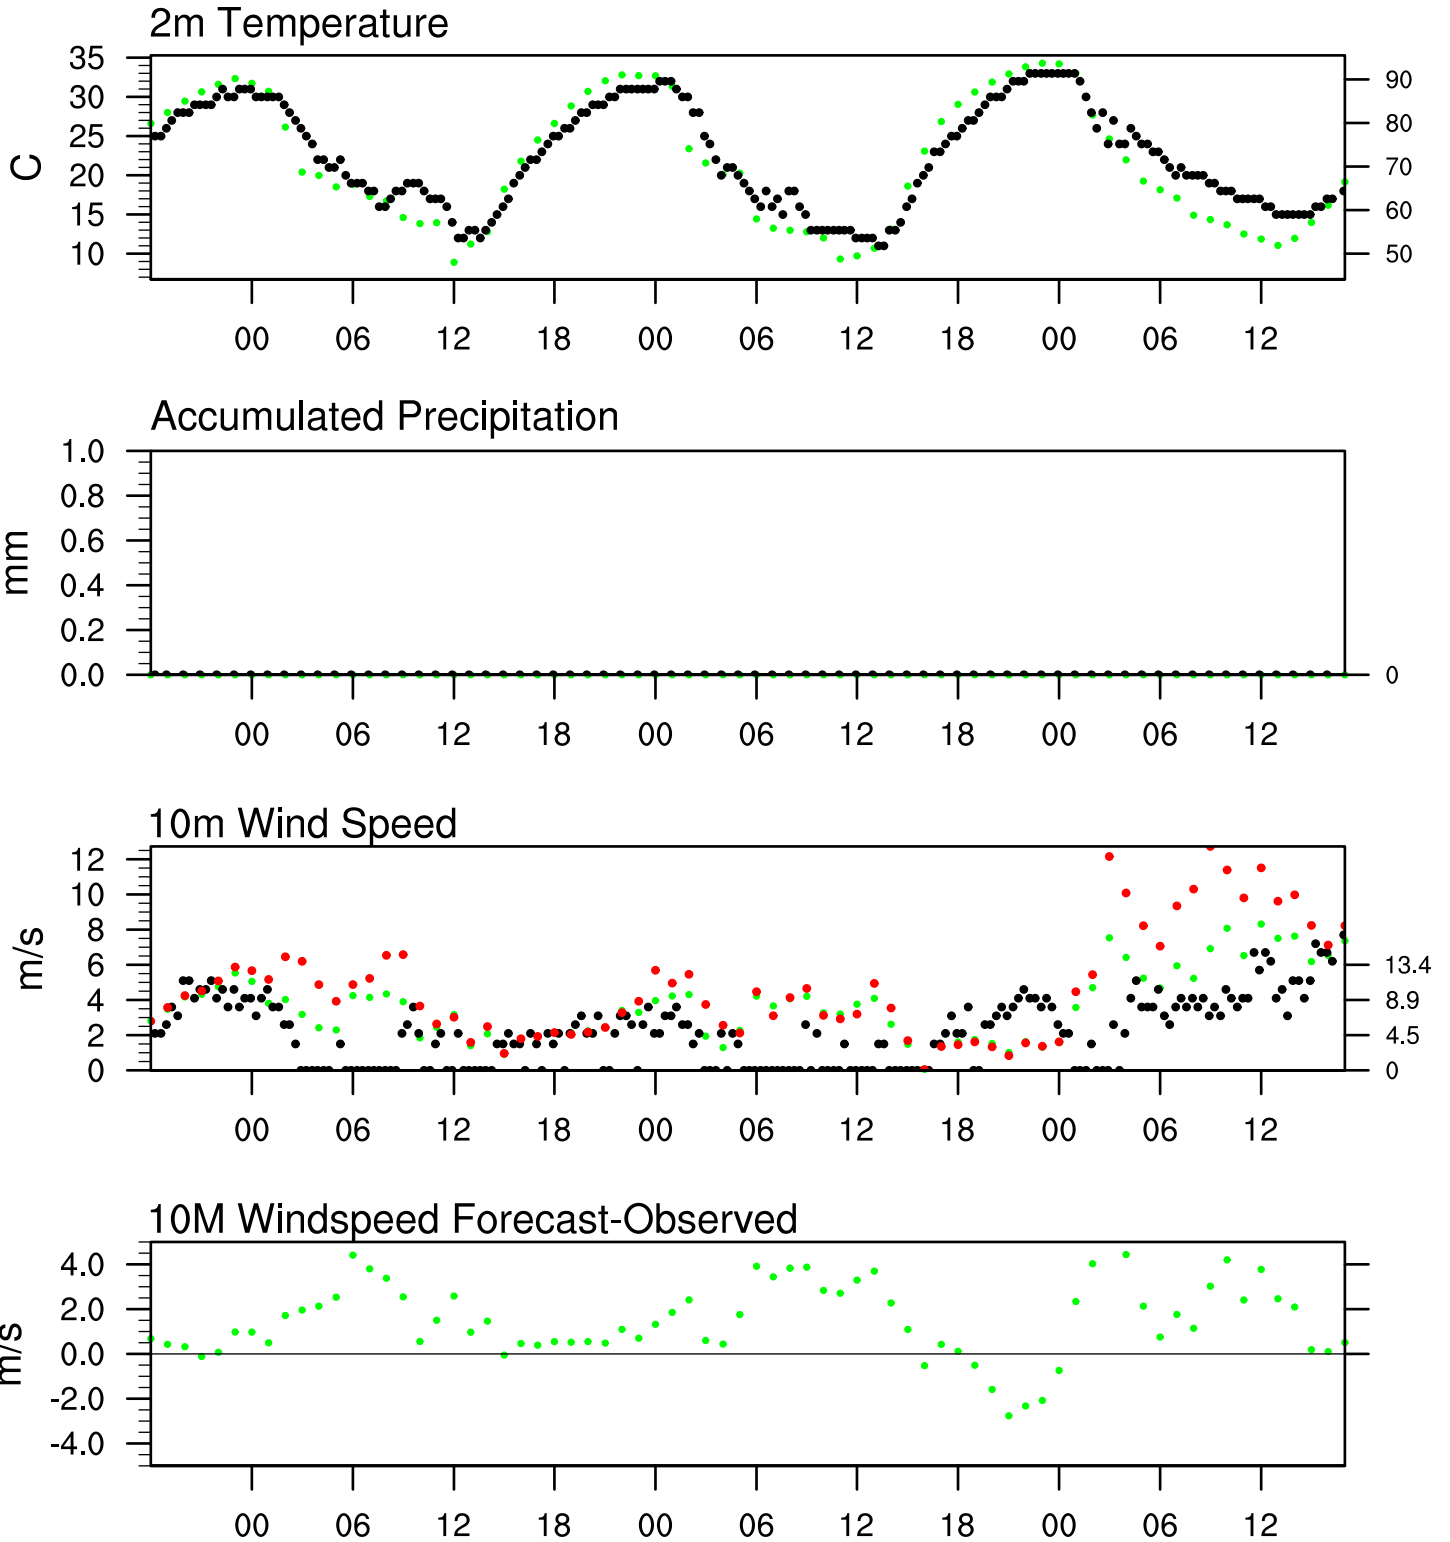 2m Temperature
35
30
25
20
15
10
C
90
80
70
60
50
00 06 12 18 00 06 12 18 00 06 12
Accumulated Precipitation
1.0
0.8
0.6
0.4
0.2
0.0
mm
0
00 06 12 18 00 06 12 18 00 06 12
10m Wind Speed
12
10
8
6
4
2
0
m/s
13.4
8.9
4.5
0
00 06 12 18 00 06 12 18 00 06 12
10M Windspeed Forecast-Observed
4.0
2.0
0.0
-2.0
-4.0
m/s
00 06 12 18 00 06 12 18 00 06 12